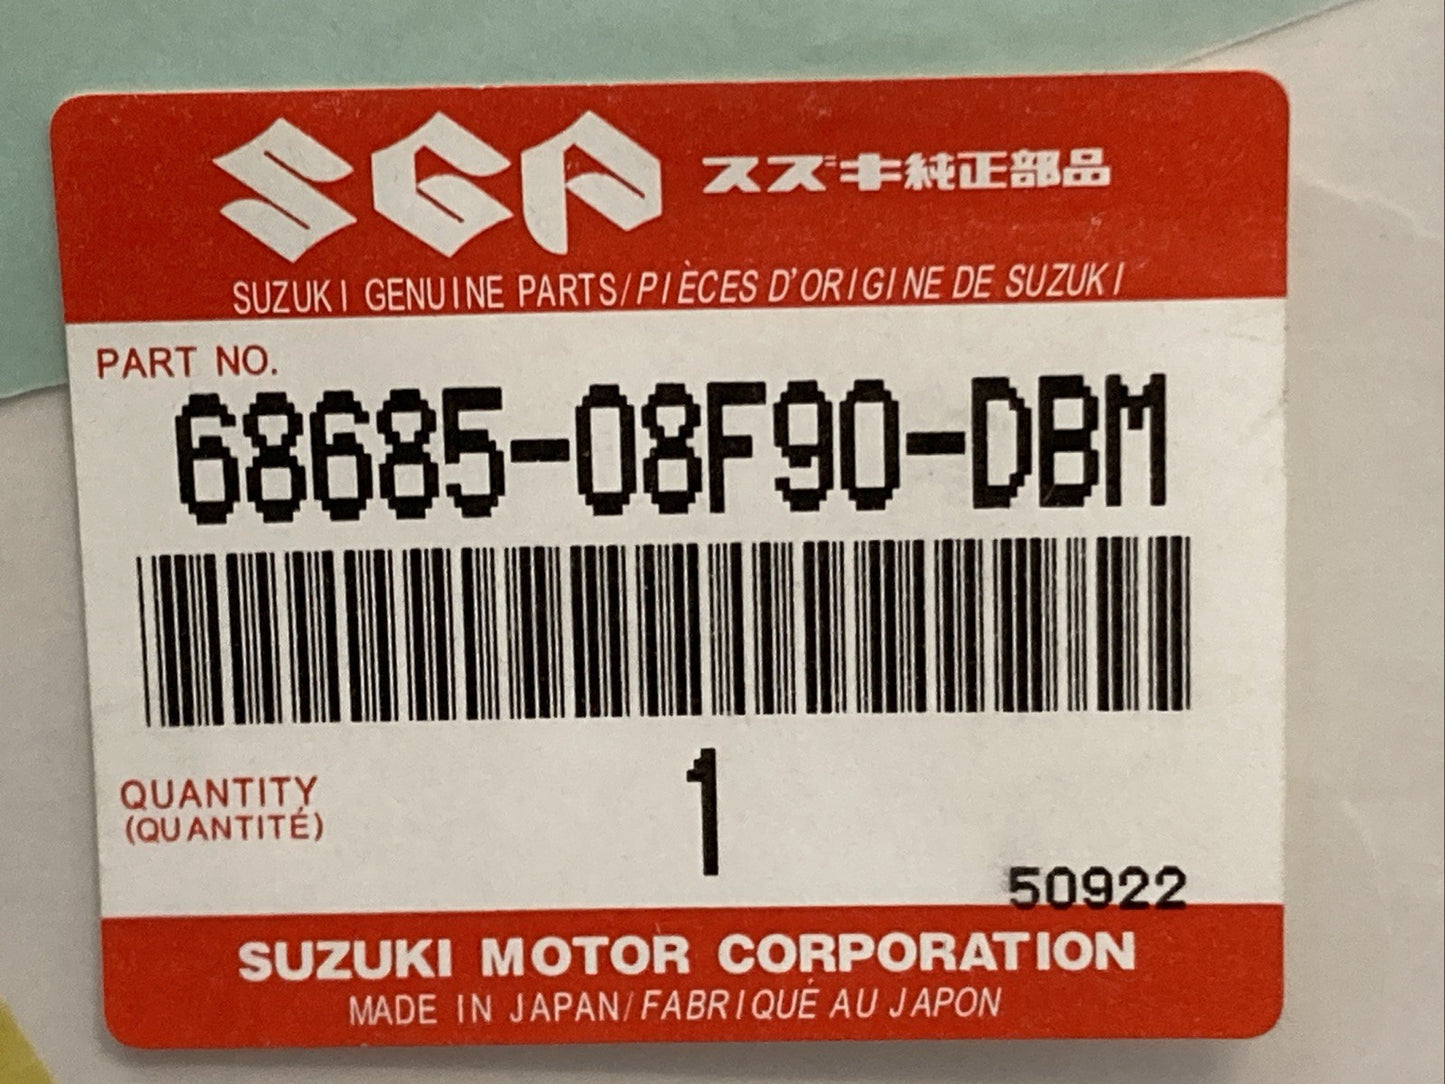 SGP スズキ純正部品
SUZUKI GENUINE PARTS/PIÈCES D'ORIGINE DE SUZUKI
PART NO.
68685-08F90-DBM
QUANTITY
(QUANTITÉ)
1
50922
SUZUKI MOTOR CORPORATION
MADE IN JAPAN/FABRIQUÉ AU JAPON